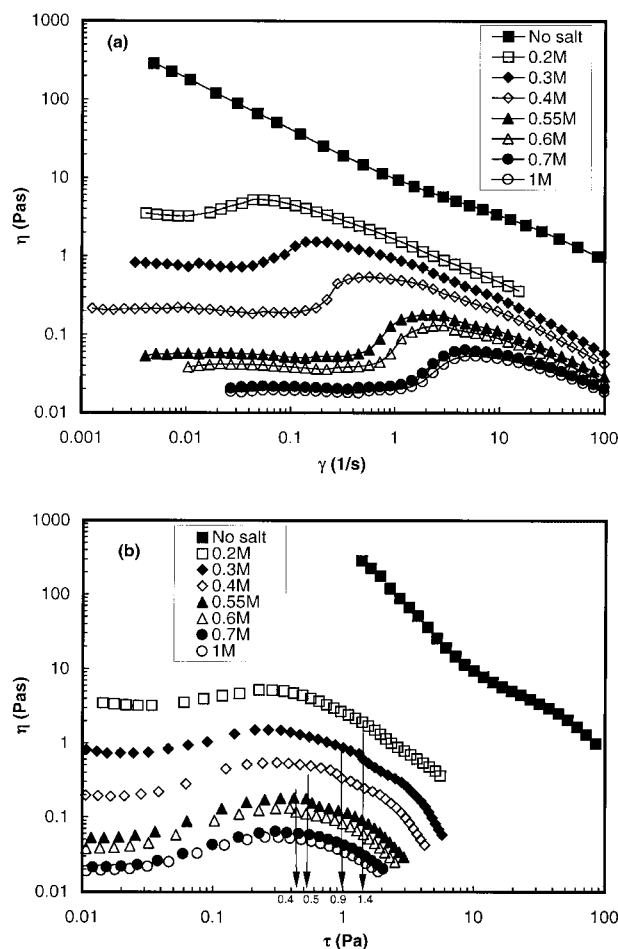 1000
100
10
1
0.1
0.01
η (Pas)
(a)
No salt
0.2M
0.3M
0.4M
0.55M
0.6M
0.7M
1M
0.001
0.01
0.1
1
10
100
γ (1/s)
1000
100
10
1
0.1
0.01
η (Pas)
(b)
No salt
0.2M
0.3M
0.4M
0.55M
0.6M
0.7M
1M
0.4
0.5
0.9
1.4
0.01
0.1
1
10
100
τ (Pa)